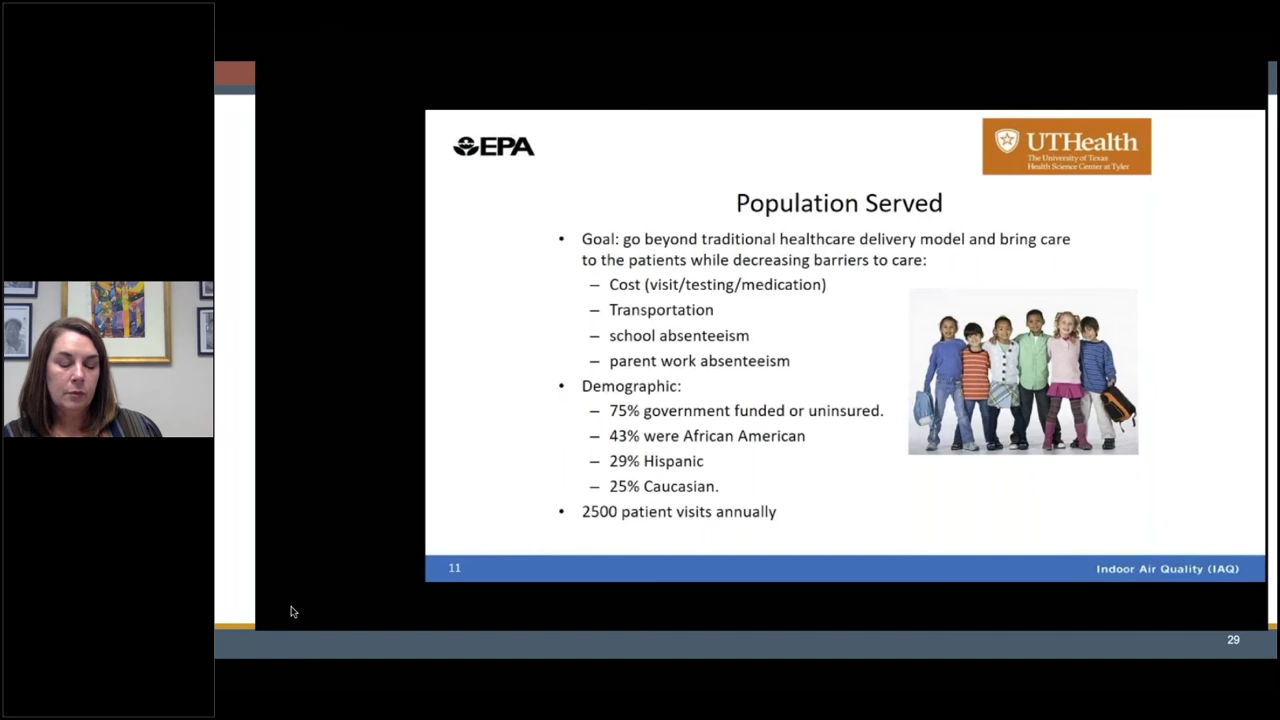 EPA
UTHealth
The University of Texas
Health Science Center at Tyler
Population Served
• Goal: go beyond traditional healthcare delivery model and bring care
to the patients while decreasing barriers to care:
– Cost (visit/testing/medication)
– Transportation
– school absenteeism
– parent work absenteeism
• Demographic:
– 75% government funded or uninsured.
– 43% were African American
– 29% Hispanic
– 25% Caucasian.
• 2500 patient visits annually
11
Indoor Air Quality (IAQ)
29